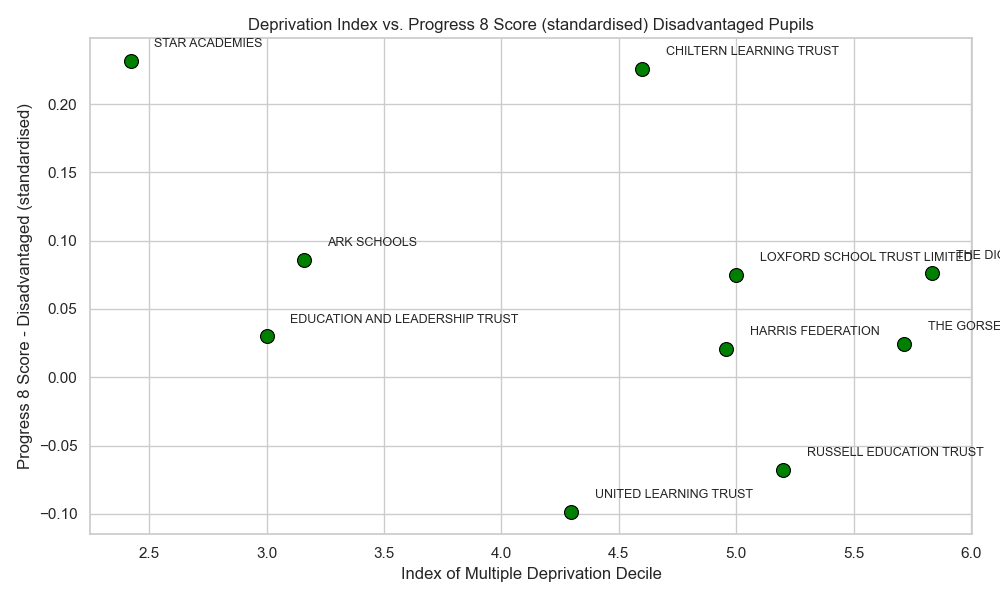 Deprivation Index vs. Progress 8 Score (standardised) Disadvantaged Pupils
STAR ACADEMIES
CHILTERN LEARNING TRUST
ARK SCHOOLS
LOXFORD SCHOOL TRUST LIMITED
THE DIO
EDUCATION AND LEADERSHIP TRUST
HARRIS FEDERATION
THE GORSE
RUSSELL EDUCATION TRUST
UNITED LEARNING TRUST
Progress 8 Score - Disadvantaged (standardised)
0.20
0.15
0.10
0.05
0.00
−0.05
−0.10
2.5 3.0 3.5 4.0 4.5 5.0 5.5 6.0
Index of Multiple Deprivation Decile